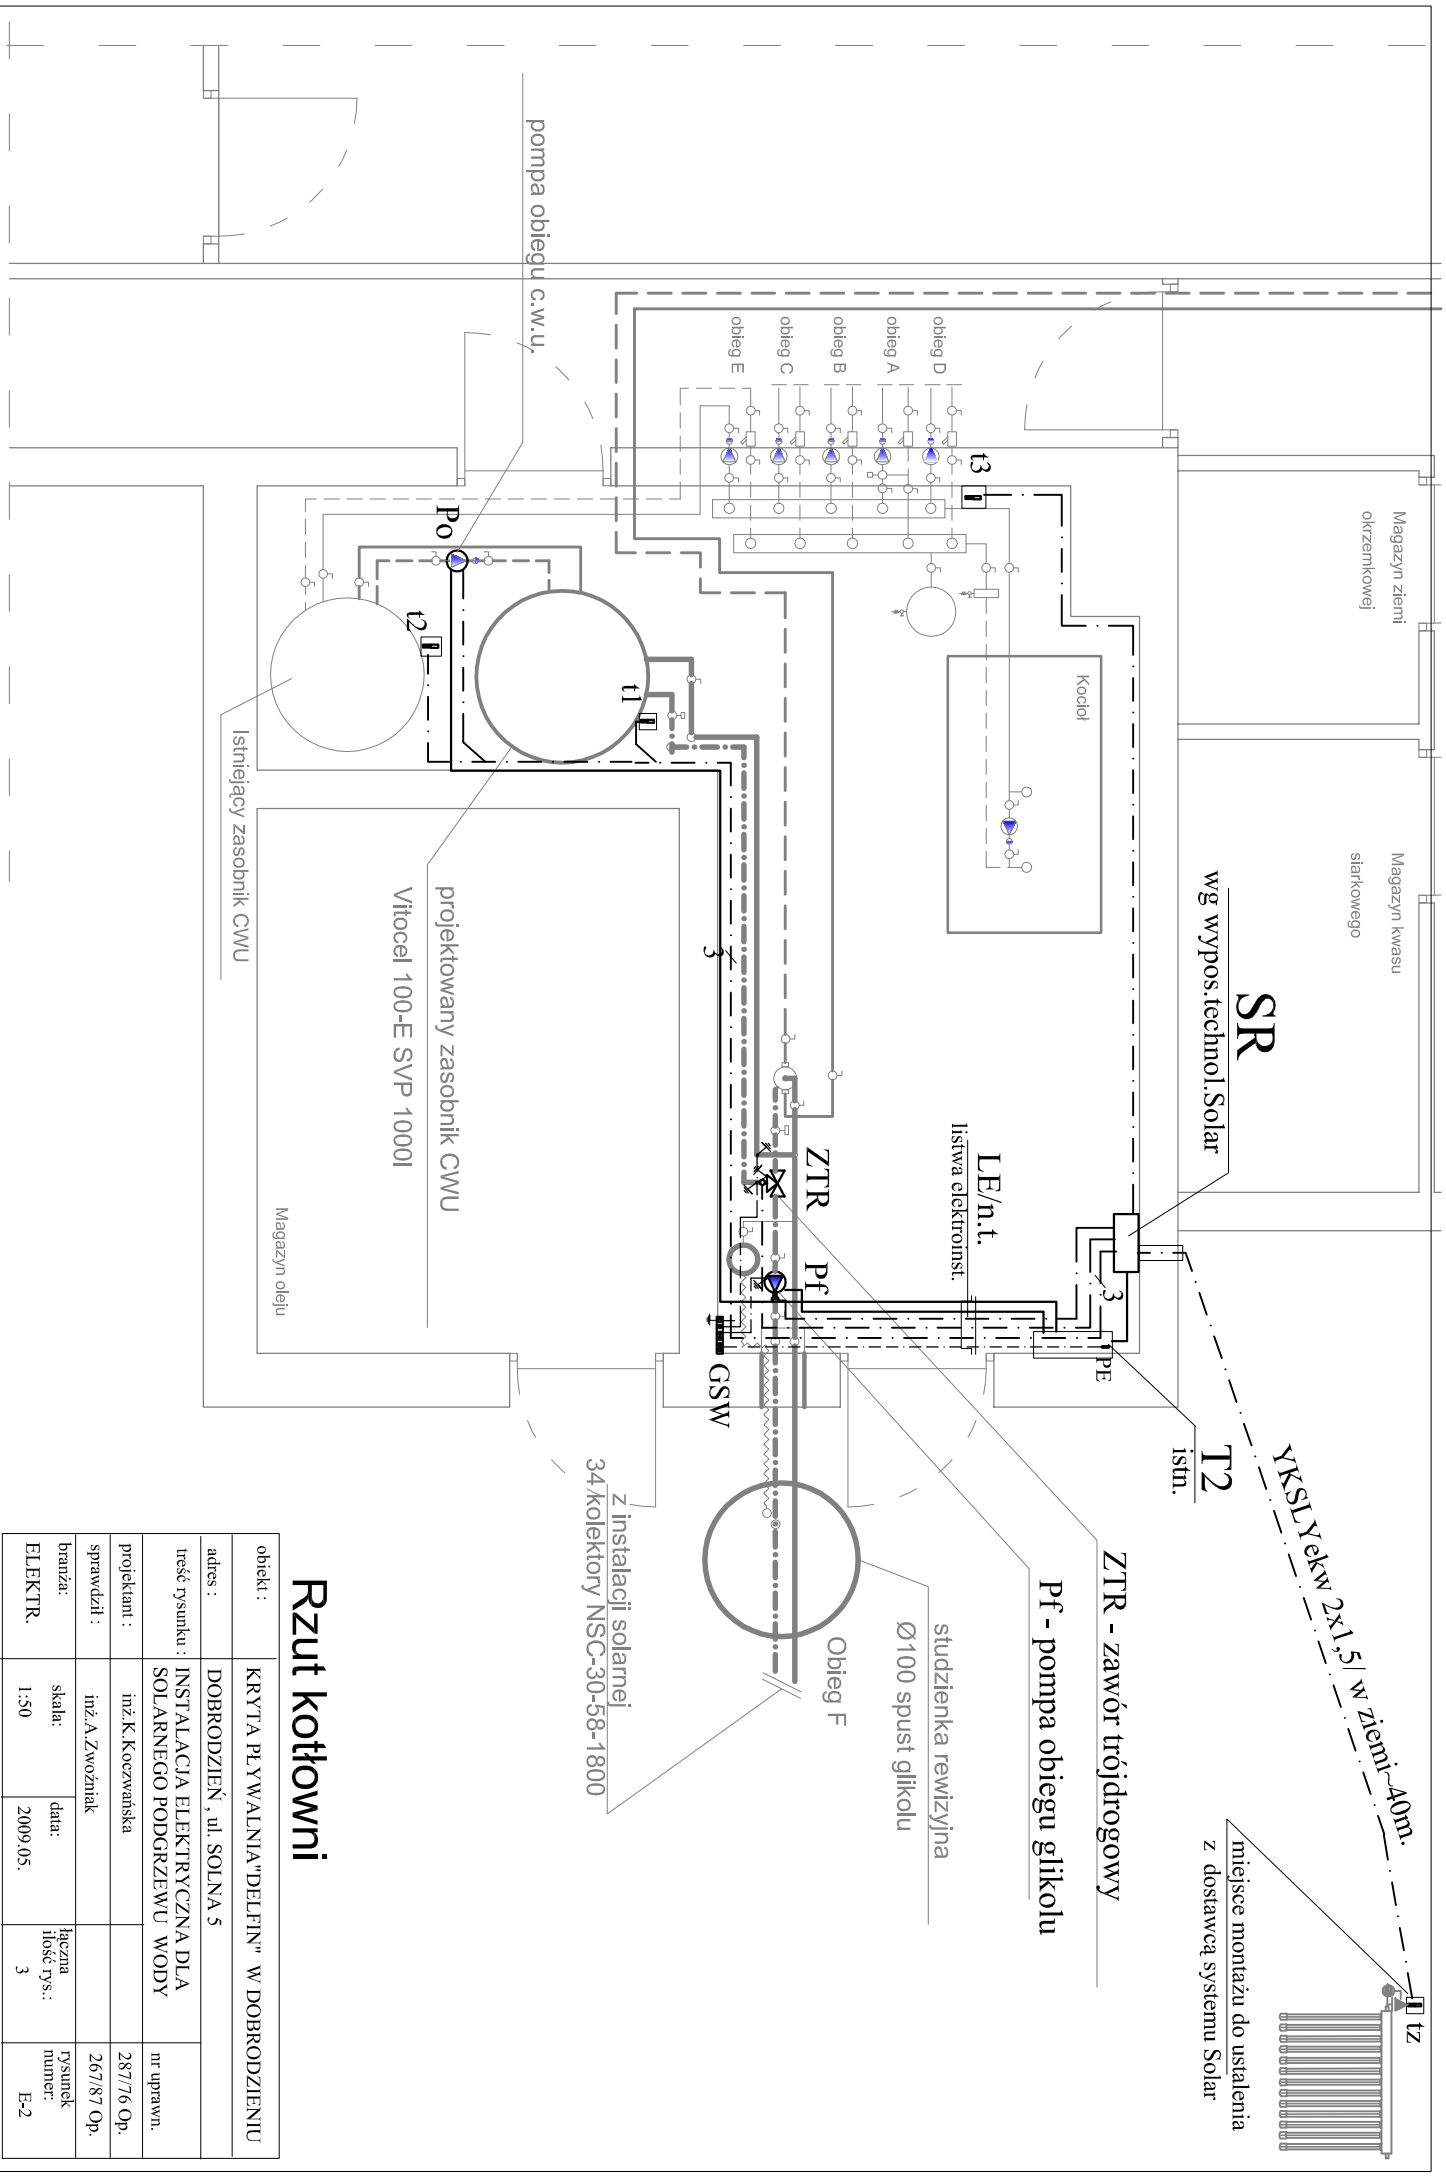 Magazyn ziemi
okrzemkowej
Magazyn kwasu
siarkowego
SR
wg wypos.technol.Solar
YKSLYekw 2x1,5/ w ziemi~40m.
tz
miejsce montażu do ustalenia
z dostawcą systemu Solar
T2
istn.
PE
3
LE/n.t.
listwa elektroinst.
Kocioł
t3
obieg D
obieg A
obieg B
obieg C
obieg E
pompa obiegu c.w.u.
Po
t2
t1
3
ZTR
Pf
GSW
ZTR - zawór trójdrogowy
Pf - pompa obiegu glikolu
studzienka rewizyjna
Ø100 spust glikolu
Obieg F
z instalacji solarnej
34 kolektory NSC-30-58-1800
projektowany zasobnik CWU
Vitocel 100-E SVP 1000l
Istniejący zasobnik CWU
Magazyn oleju
Rzut kotłowni
obiekt : KRYTA PŁYWALNIA "DELFIN" W DOBRODZIENIU
adres : DOBRODZIEŃ , ul. SOLNA 5
treść rysunku : INSTALACJA ELEKTRYCZNA DLA
SOLARNEGO PODGRZEWU WODY
nr uprawn.
projektant : inż.K.Koczwańska 287/76 Op.
sprawdził : inż.A.Zwoźniak 267/87 Op.
branża: skala: data: łączna ilość rys.: rysunek numer:
ELEKTR. 1:50 2009.05. 3 E-2